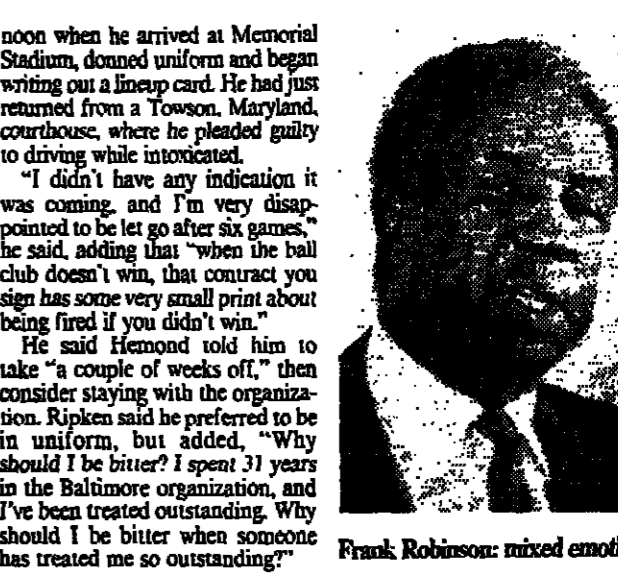 noon when he arrived at Memorial
Stadium, donned uniform and began
writing out a lineup card. He had just
returned from a Towson, Maryland,
courthouse, where he pleaded guilty
to driving while intoxicated.
"I didn't have any indication it
was coming, and I'm very disap-
pointed to be let go after six games,"
he said, adding that "when the ball
club doesn't win, that contract you
sign has some very small print about
being fired if you didn't win."
He said Hemond told him to
take "a couple of weeks off," then
consider staying with the organiza-
tion. Ripken said he preferred to be
in uniform, but added, "Why
should I be bitter? I spent 31 years
in the Baltimore organization, and
I've been treated outstanding. Why
should I be bitter when someone
has treated me so outstanding?"
Frank Robinson: mixed emoti